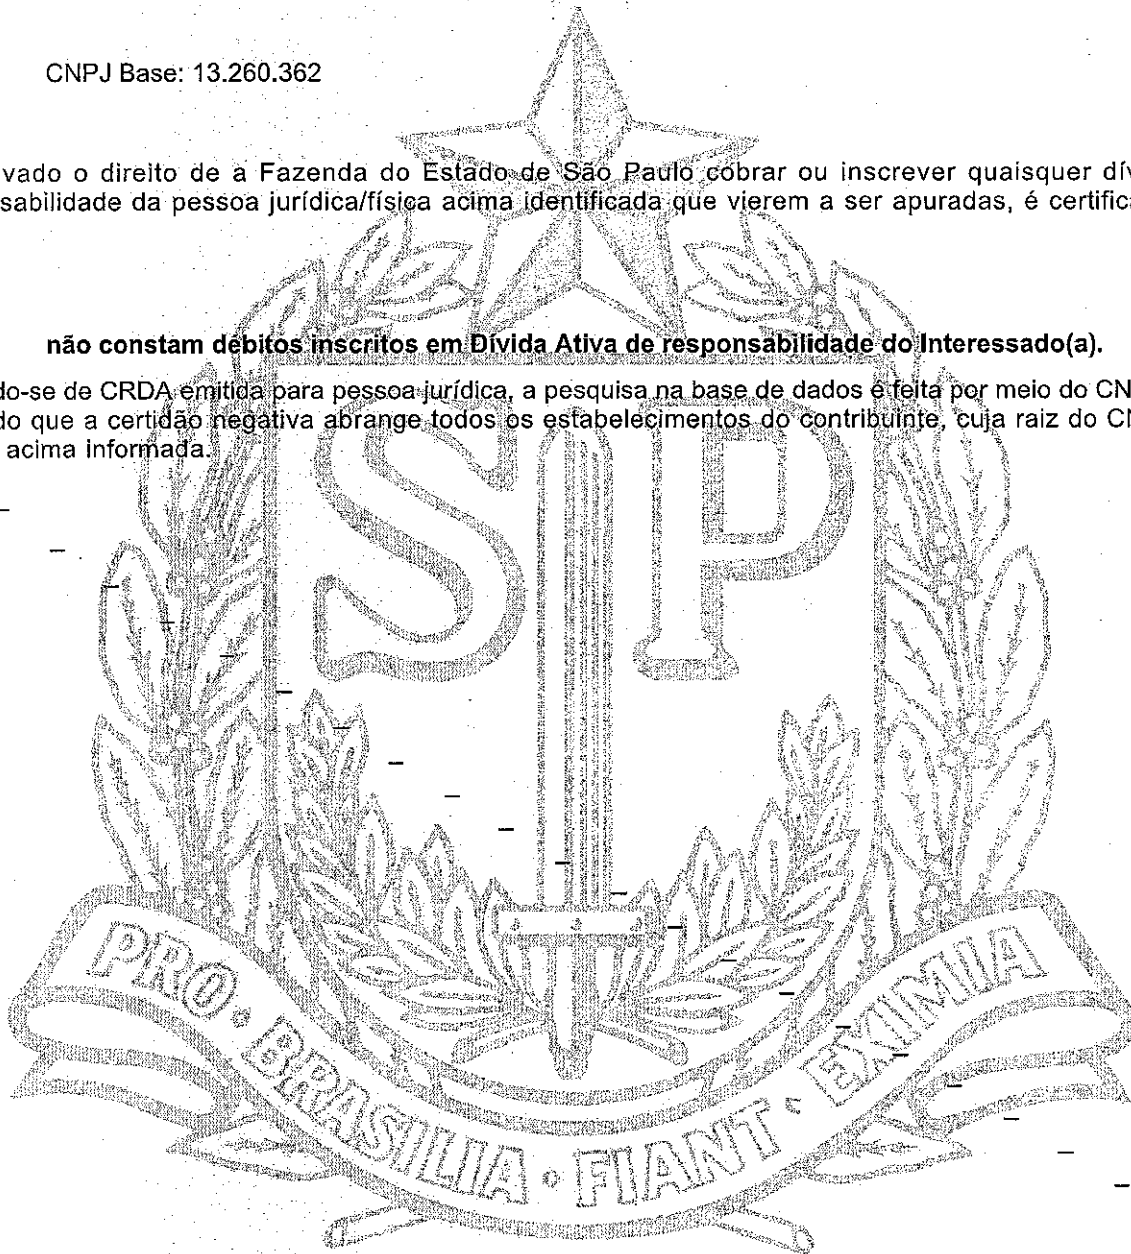 CNPJ Base: 13.260.362
vado o direito de a Fazenda do Estado de São Paulo cobrar ou inscrever quaisquer dív
sabilidade da pessoa jurídica/física acima identificada que vierem a ser apuradas, é certifica
não constam débitos inscritos em Dívida Ativa de responsabilidade do Interessado(a).
do-se de CRDA emitida para pessoa jurídica, a pesquisa na base de dados é feita por meio do CN
do que a certidão negativa abrange todos os estabelecimentos do contribuinte, cuja raiz do CN
acima informada.
S P
PRO · BRASILIA · FIANT · EXIMIA